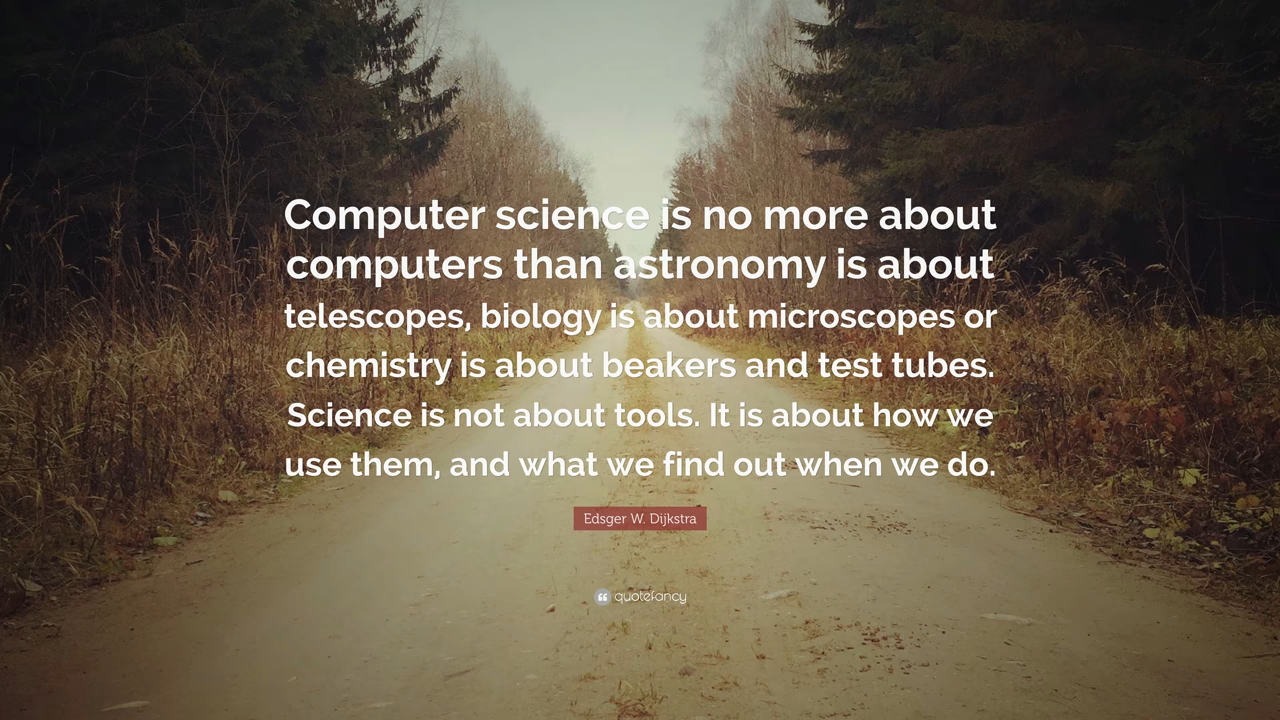 Computer science is no more about
computers than astronomy is about
telescopes, biology is about microscopes or
chemistry is about beakers and test tubes.
Science is not about tools. It is about how we
use them, and what we find out when we do.
Edsger W. Dijkstra
quotefancy